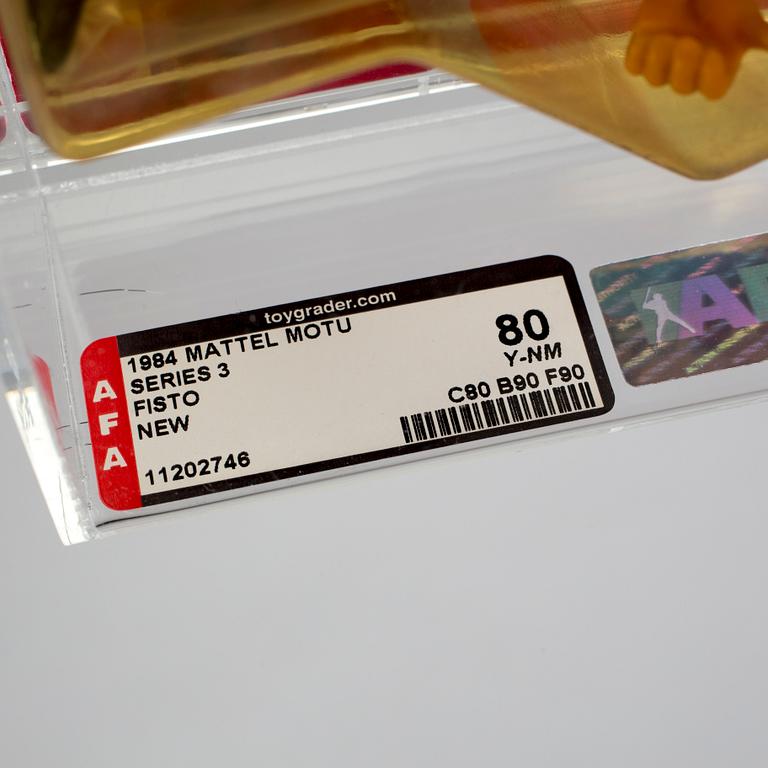 toygrader.com
1984 MATTEL MOTU
SERIES 3
FISTO
NEW
11202746
80
Y-NM
C80 B90 F90
AFA